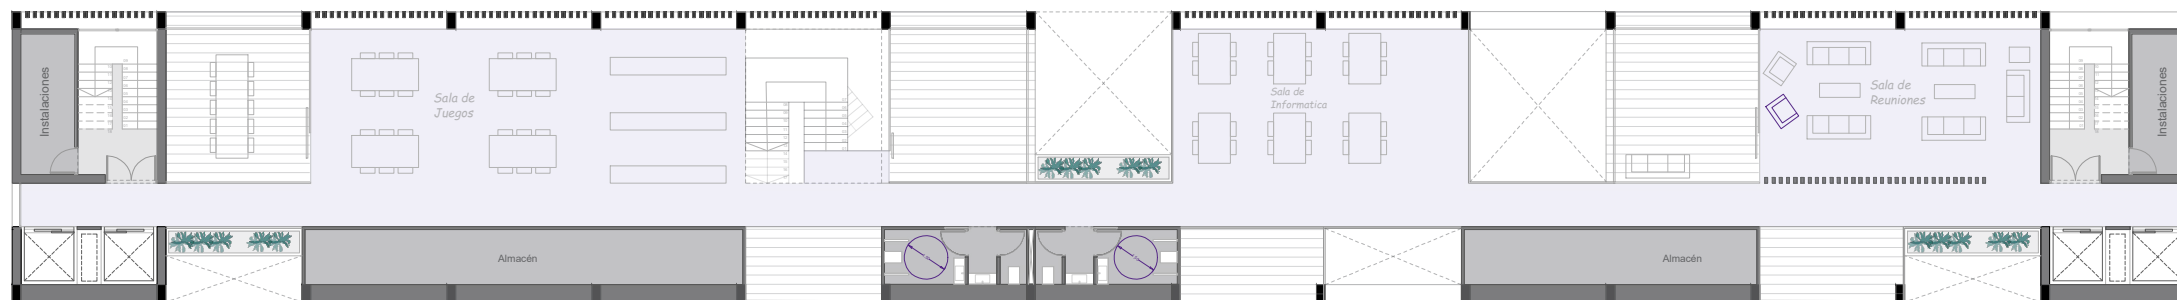 Instalaciones
Sala de
Juegos
Sala de
Informatica
Sala de
Reuniones
Instalaciones
Almacén
Almacén